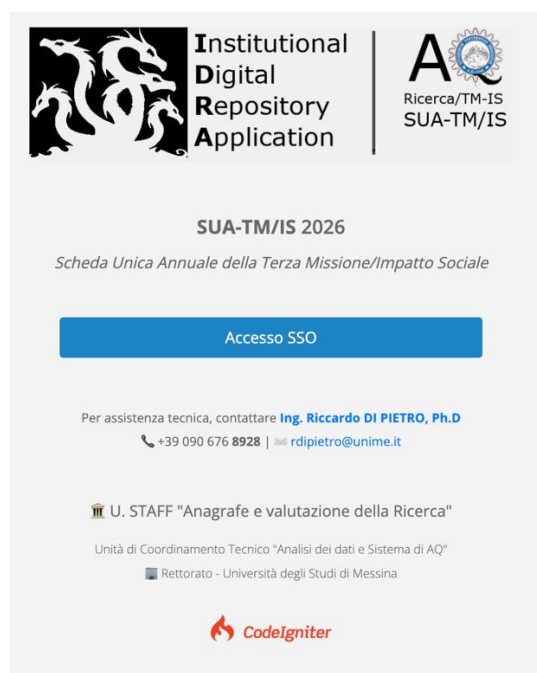 Institutional
Digital
Repository
Application
AQ
Ricerca/TM-IS
SUA-TM/IS
SUA-TM/IS 2026
Scheda Unica Annuale della Terza Missione/Impatto Sociale
Accesso SSO
Per assistenza tecnica, contattare Ing. Riccardo DI PIETRO, Ph.D
+39 090 676 8928 | rdipietro@unime.it
U. STAFF "Anagrafe e valutazione della Ricerca"
Unità di Coordinamento Tecnico "Analisi dei dati e Sistema di AQ"
Rettorato - Università degli Studi di Messina
CodeIgniter